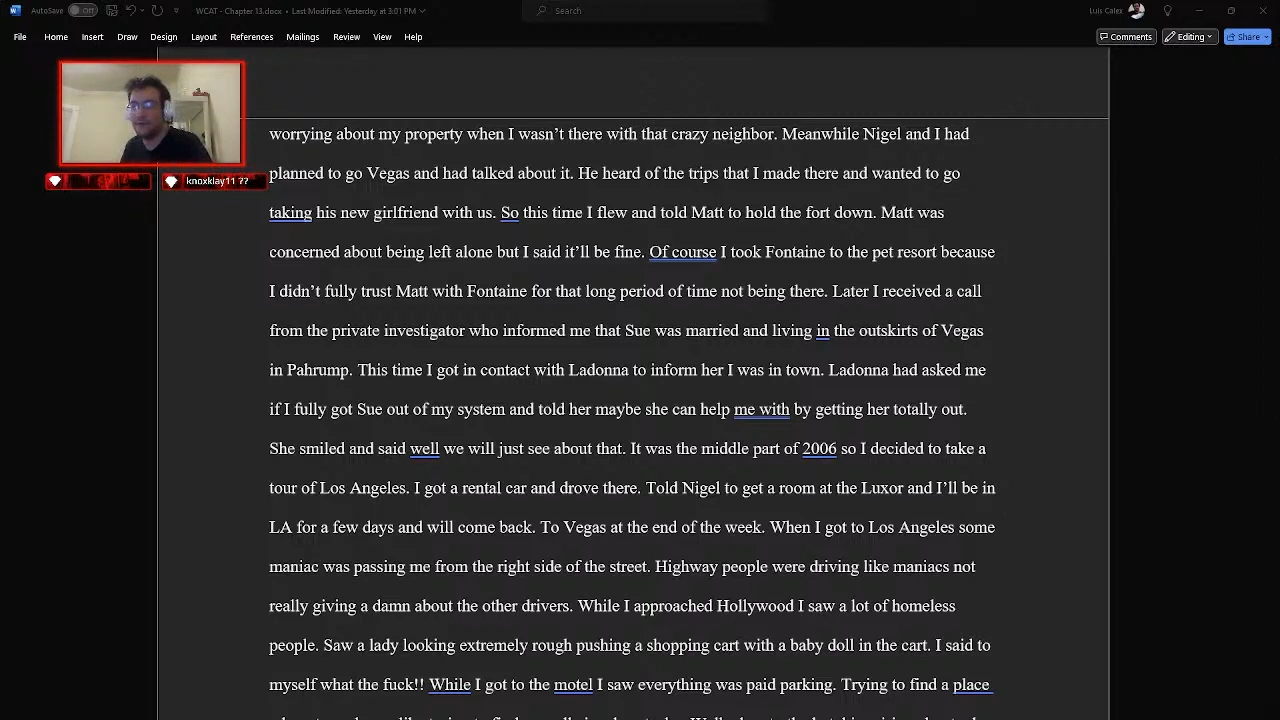 AutoSave Off WCAT - Chapter 13.docx • Last Modified: Yesterday at 3:01 PM Search Luis Calex
File Home Insert Draw Design Layout References Mailings Review View Help Comments Editing Share
worrying about my property when I wasn't there with that crazy neighbor. Meanwhile Nigel and I had
planned to go Vegas and had talked about it. He heard of the trips that I made there and wanted to go
knoxklay11 ??
taking his new girlfriend with us. So this time I flew and told Matt to hold the fort down. Matt was
concerned about being left alone but I said it'll be fine. Of course I took Fontaine to the pet resort because
I didn't fully trust Matt with Fontaine for that long period of time not being there. Later I received a call
from the private investigator who informed me that Sue was married and living in the outskirts of Vegas
in Pahrump. This time I got in contact with Ladonna to inform her I was in town. Ladonna had asked me
if I fully got Sue out of my system and told her maybe she can help me with by getting her totally out.
She smiled and said well we will just see about that. It was the middle part of 2006 so I decided to take a
tour of Los Angeles. I got a rental car and drove there. Told Nigel to get a room at the Luxor and I'll be in
LA for a few days and will come back. To Vegas at the end of the week. When I got to Los Angeles some
maniac was passing me from the right side of the street. Highway people were driving like maniacs not
really giving a damn about the other drivers. While I approached Hollywood I saw a lot of homeless
people. Saw a lady looking extremely rough pushing a shopping cart with a baby doll in the cart. I said to
myself what the fuck!! While I got to the motel I saw everything was paid parking. Trying to find a place